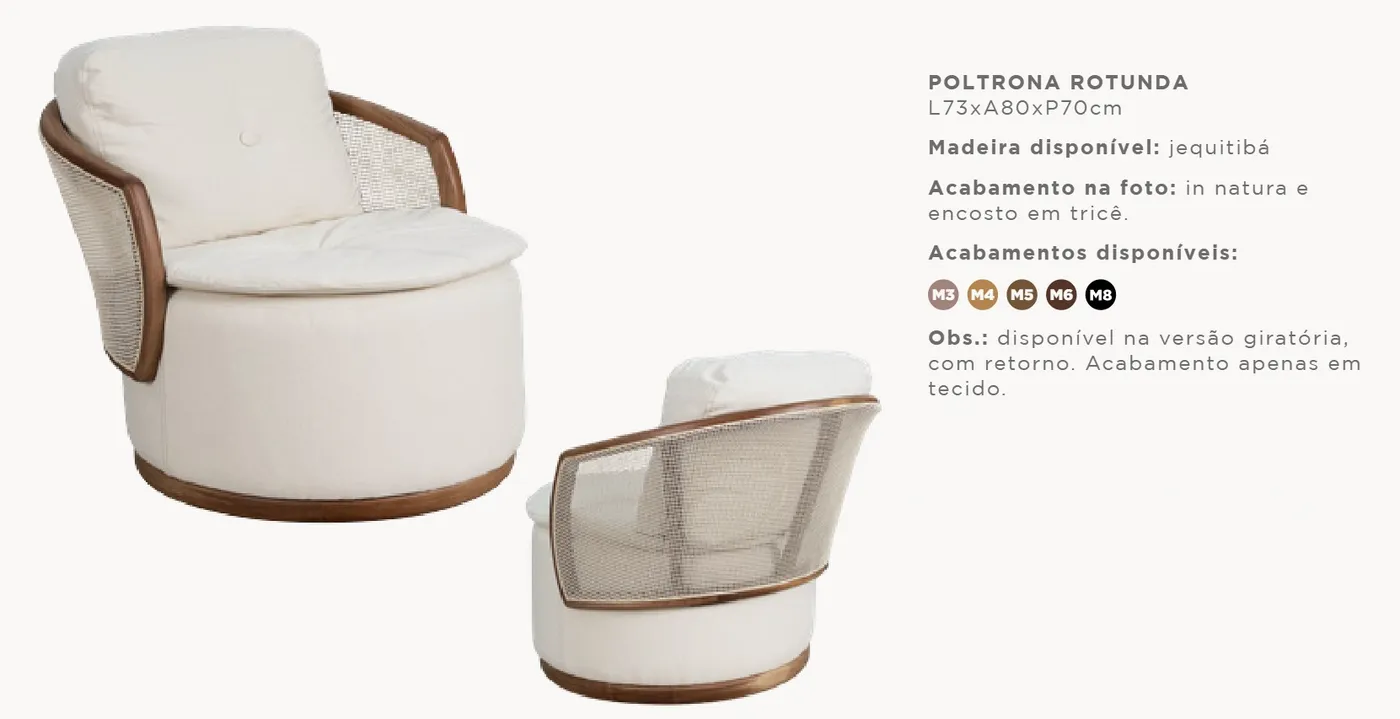 POLTRONA ROTUNDA
L73xA80xP70cm
Madeira disponível: jequitibá
Acabamento na foto: in natura e
encosto em tricê.
Acabamentos disponíveis:
M3 M4 M5 M6 M8
Obs.: disponível na versão giratória,
com retorno. Acabamento apenas em
tecido.